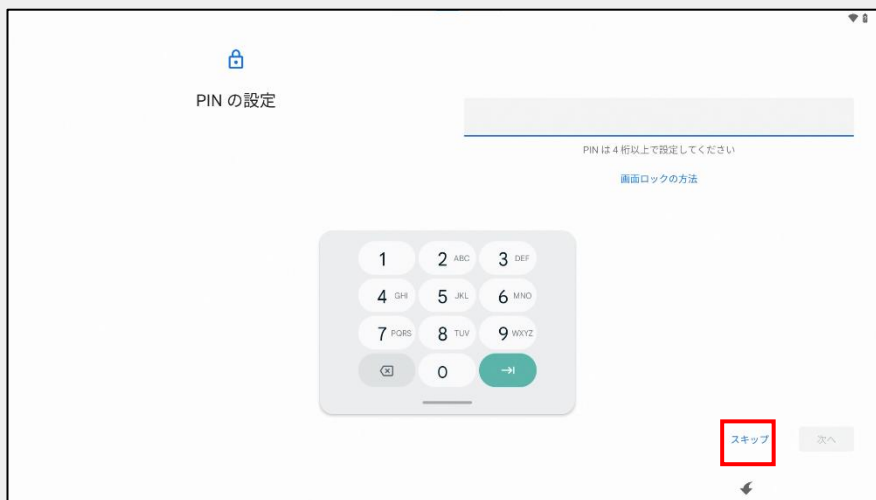 PIN の設定
PIN は 4 桁以上で設定してください
画面ロックの方法
1
2 ABC
3 DEF
4 GHI
5 JKL
6 MNO
7 PQRS
8 TUV
9 WXYZ
0
スキップ
次へ